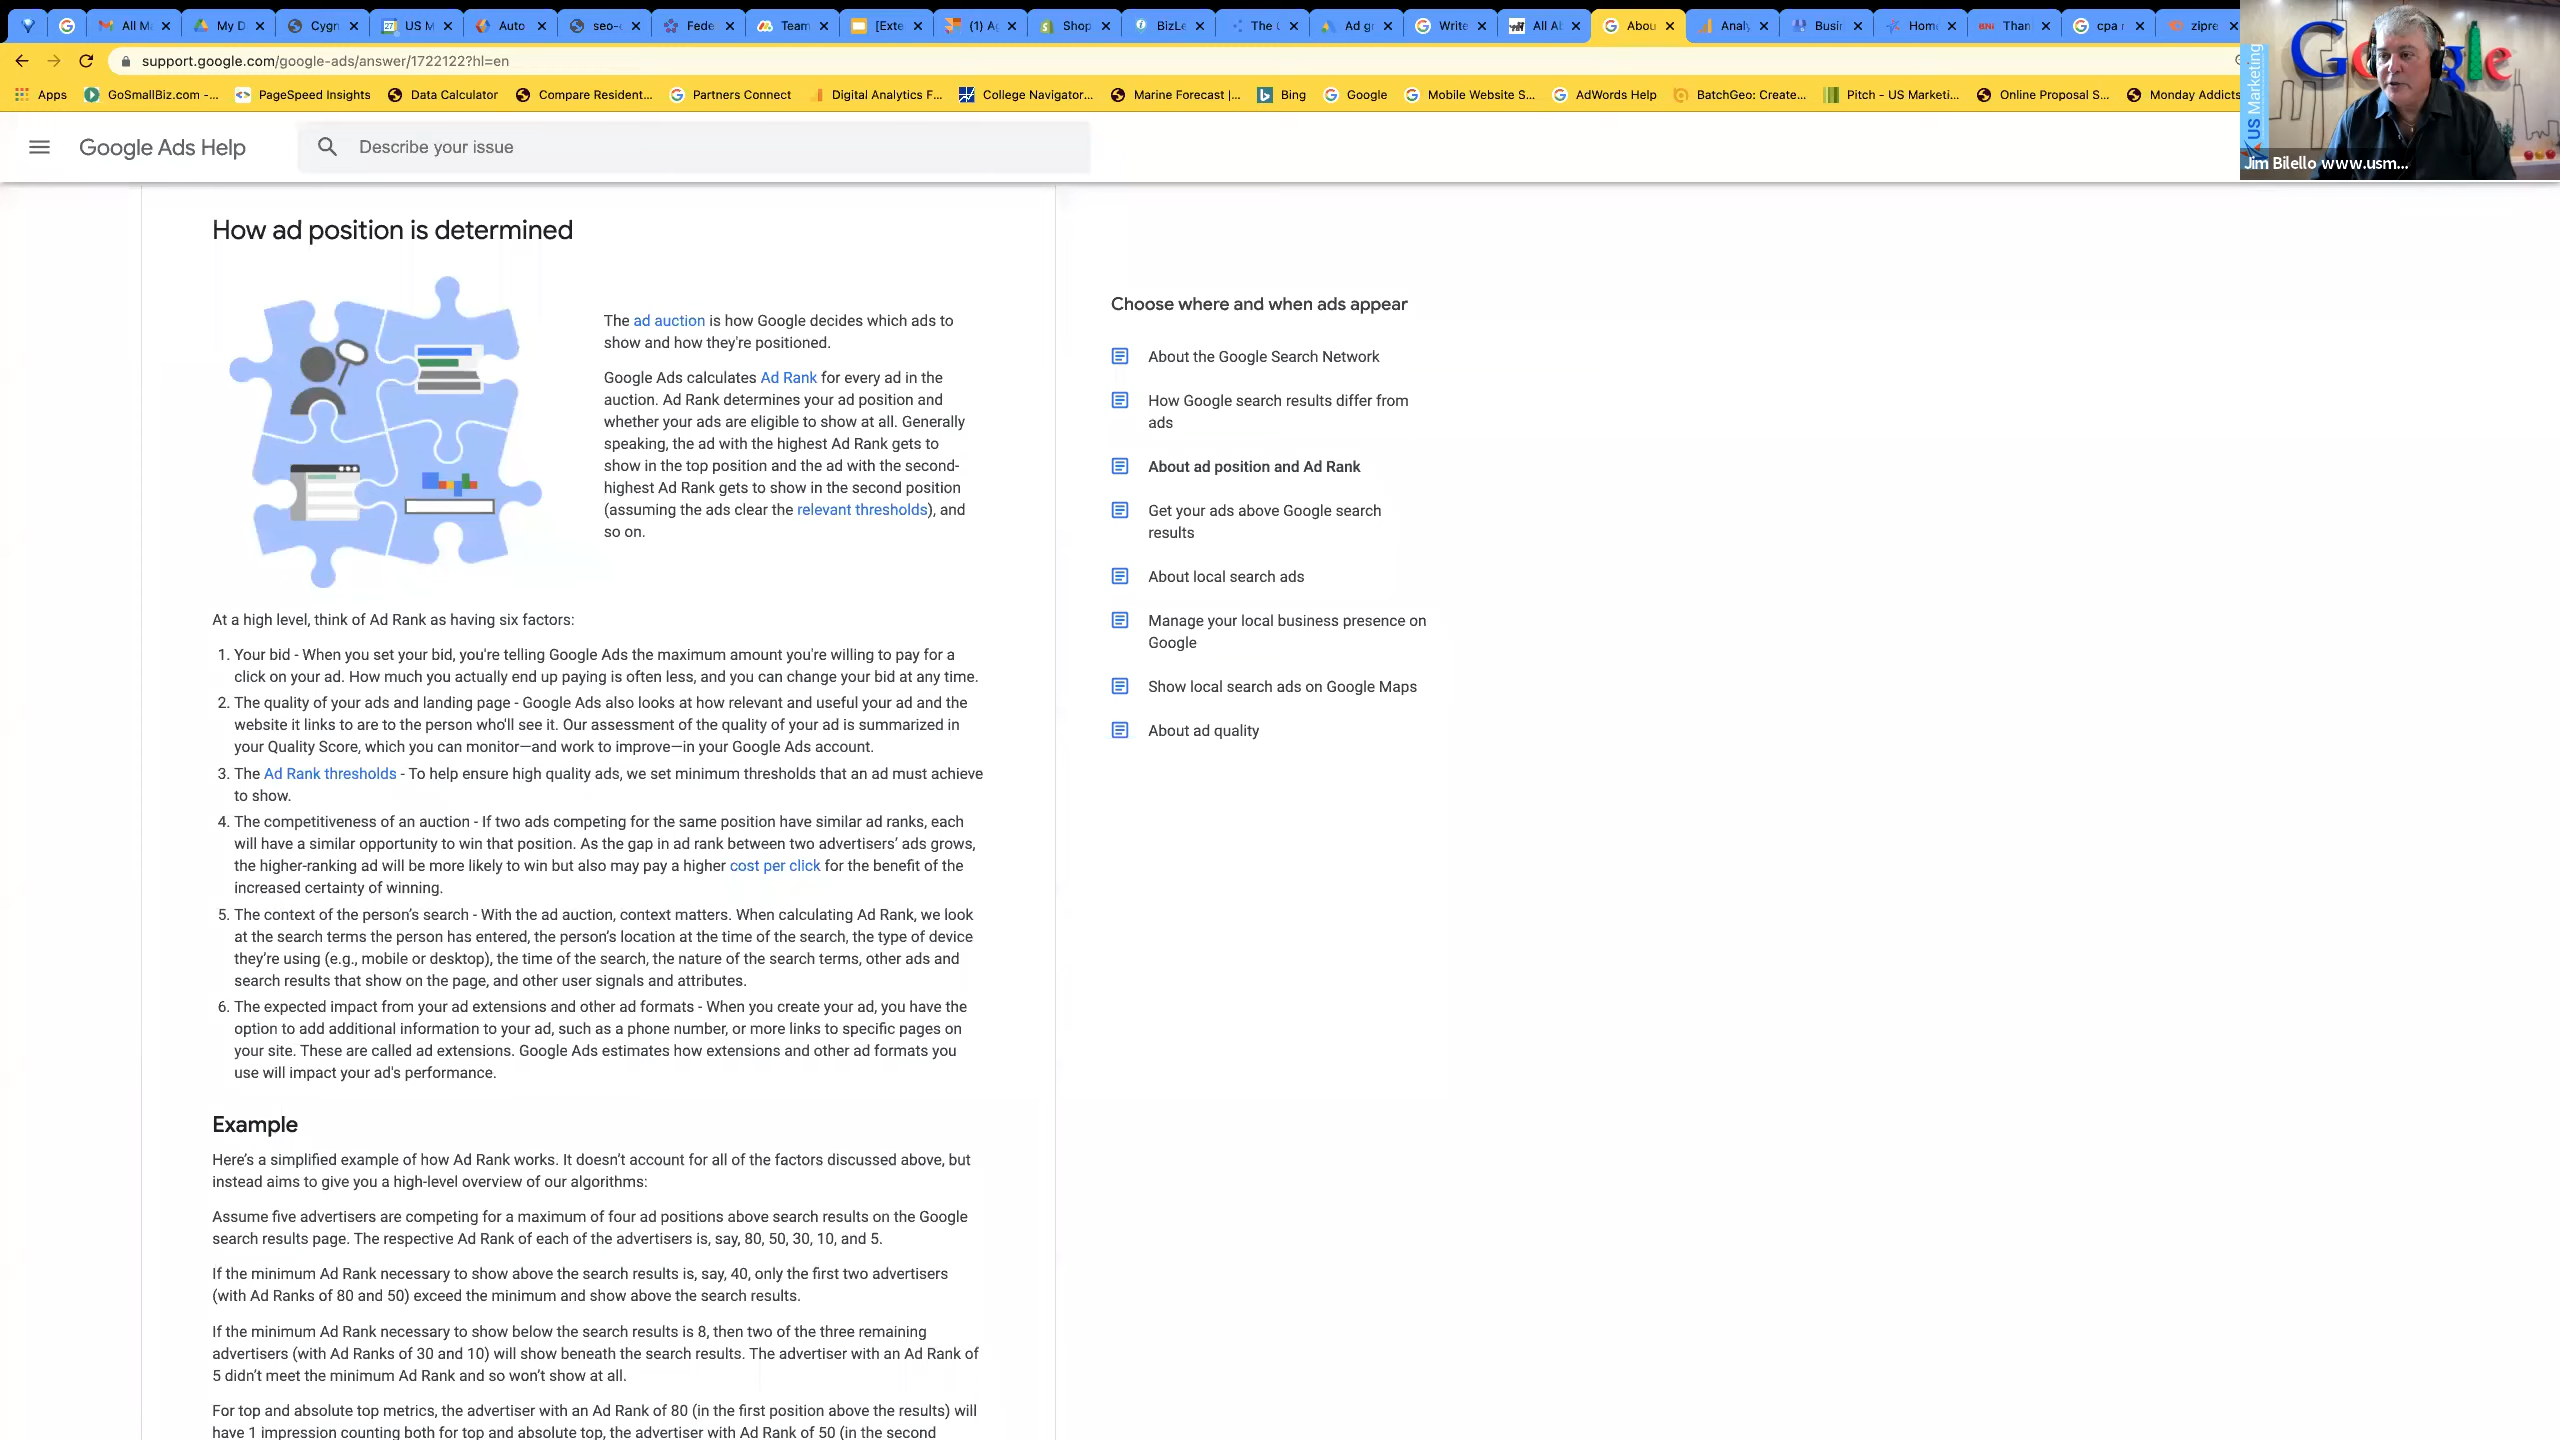 All M
My D
Cygn
US M
Auto
seo-
Fede
Team
[Exte
(1) A
Shop
BizLe
The
Ad gr
Write
All Al
Abou
Analy
Busir
Home
Than
cpa r
zipre
support.google.com/google-ads/answer/1722122?hl=en
Apps
GoSmallBiz.com -...
PageSpeed Insights
Data Calculator
Compare Resident...
Partners Connect
Digital Analytics F...
College Navigator...
Marine Forecast |...
Bing
Google
Mobile Website S...
AdWords Help
BatchGeo: Create...
Pitch - US Marketi...
Online Proposal S...
Monday Addicts
US Marketing
Google
Jim Bilello www.usm...
Google Ads Help
Describe your issue
How ad position is determined
The ad auction is how Google decides which ads to
show and how they're positioned.
Google Ads calculates Ad Rank for every ad in the
auction. Ad Rank determines your ad position and
whether your ads are eligible to show at all. Generally
speaking, the ad with the highest Ad Rank gets to
show in the top position and the ad with the second-
highest Ad Rank gets to show in the second position
(assuming the ads clear the relevant thresholds), and
so on.
At a high level, think of Ad Rank as having six factors:
1. Your bid - When you set your bid, you're telling Google Ads the maximum amount you're willing to pay for a
click on your ad. How much you actually end up paying is often less, and you can change your bid at any time.
2. The quality of your ads and landing page - Google Ads also looks at how relevant and useful your ad and the
website it links to are to the person who'll see it. Our assessment of the quality of your ad is summarized in
your Quality Score, which you can monitor—and work to improve—in your Google Ads account.
3. The Ad Rank thresholds - To help ensure high quality ads, we set minimum thresholds that an ad must achieve
to show.
4. The competitiveness of an auction - If two ads competing for the same position have similar ad ranks, each
will have a similar opportunity to win that position. As the gap in ad rank between two advertisers’ ads grows,
the higher-ranking ad will be more likely to win but also may pay a higher cost per click for the benefit of the
increased certainty of winning.
5. The context of the person’s search - With the ad auction, context matters. When calculating Ad Rank, we look
at the search terms the person has entered, the person’s location at the time of the search, the type of device
they’re using (e.g., mobile or desktop), the time of the search, the nature of the search terms, other ads and
search results that show on the page, and other user signals and attributes.
6. The expected impact from your ad extensions and other ad formats - When you create your ad, you have the
option to add additional information to your ad, such as a phone number, or more links to specific pages on
your site. These are called ad extensions. Google Ads estimates how extensions and other ad formats you
use will impact your ad's performance.
Example
Here’s a simplified example of how Ad Rank works. It doesn’t account for all of the factors discussed above, but
instead aims to give you a high-level overview of our algorithms:
Assume five advertisers are competing for a maximum of four ad positions above search results on the Google
search results page. The respective Ad Rank of each of the advertisers is, say, 80, 50, 30, 10, and 5.
If the minimum Ad Rank necessary to show above the search results is, say, 40, only the first two advertisers
(with Ad Ranks of 80 and 50) exceed the minimum and show above the search results.
If the minimum Ad Rank necessary to show below the search results is 8, then two of the three remaining
advertisers (with Ad Ranks of 30 and 10) will show beneath the search results. The advertiser with an Ad Rank of
5 didn’t meet the minimum Ad Rank and so won’t show at all.
For top and absolute top metrics, the advertiser with an Ad Rank of 80 (in the first position above the results) will
have 1 impression counting both for top and absolute top, the advertiser with Ad Rank of 50 (in the second
Choose where and when ads appear
About the Google Search Network
How Google search results differ from
ads
About ad position and Ad Rank
Get your ads above Google search
results
About local search ads
Manage your local business presence on
Google
Show local search ads on Google Maps
About ad quality